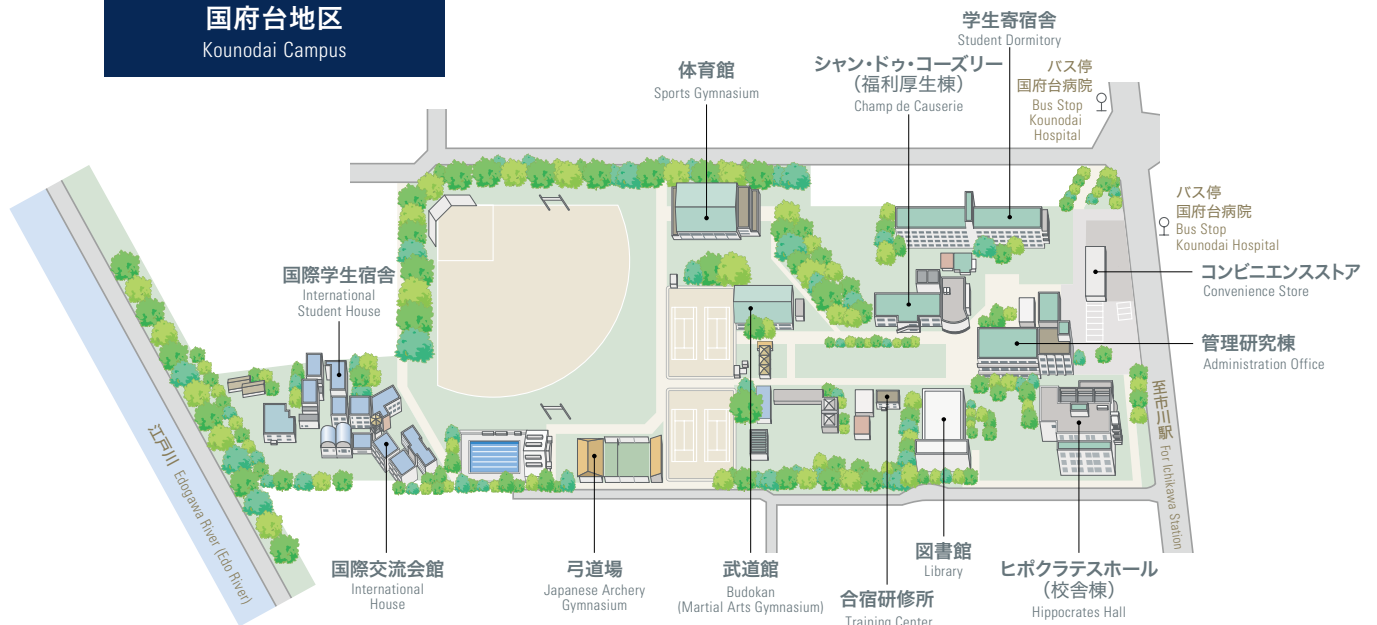 国府台地区
Kounodai Campus
学生寄宿舎
Student Dormitory
体育館
Sports Gymnasium
シャン・ドゥ・コーズリー
（福利厚生棟）
Champ de Causerie
バス停
国府台病院
Bus Stop
Kounodai
Hospital
バス停
国府台病院
Bus Stop
Kounodai Hospital
国際学生宿舎
International
Student House
コンビニエンスストア
Convenience Store
管理研究棟
Administration Office
至市川駅 For Ichikawa Station
江戸川 Edogawa River (Edo River)
国際交流会館
International
House
弓道場
Japanese Archery
Gymnasium
武道館
Budokan
(Martial Arts Gymnasium)
合宿研修所
Training Center
図書館
Library
ヒポクラテスホール
（校舎棟）
Hippocrates Hall